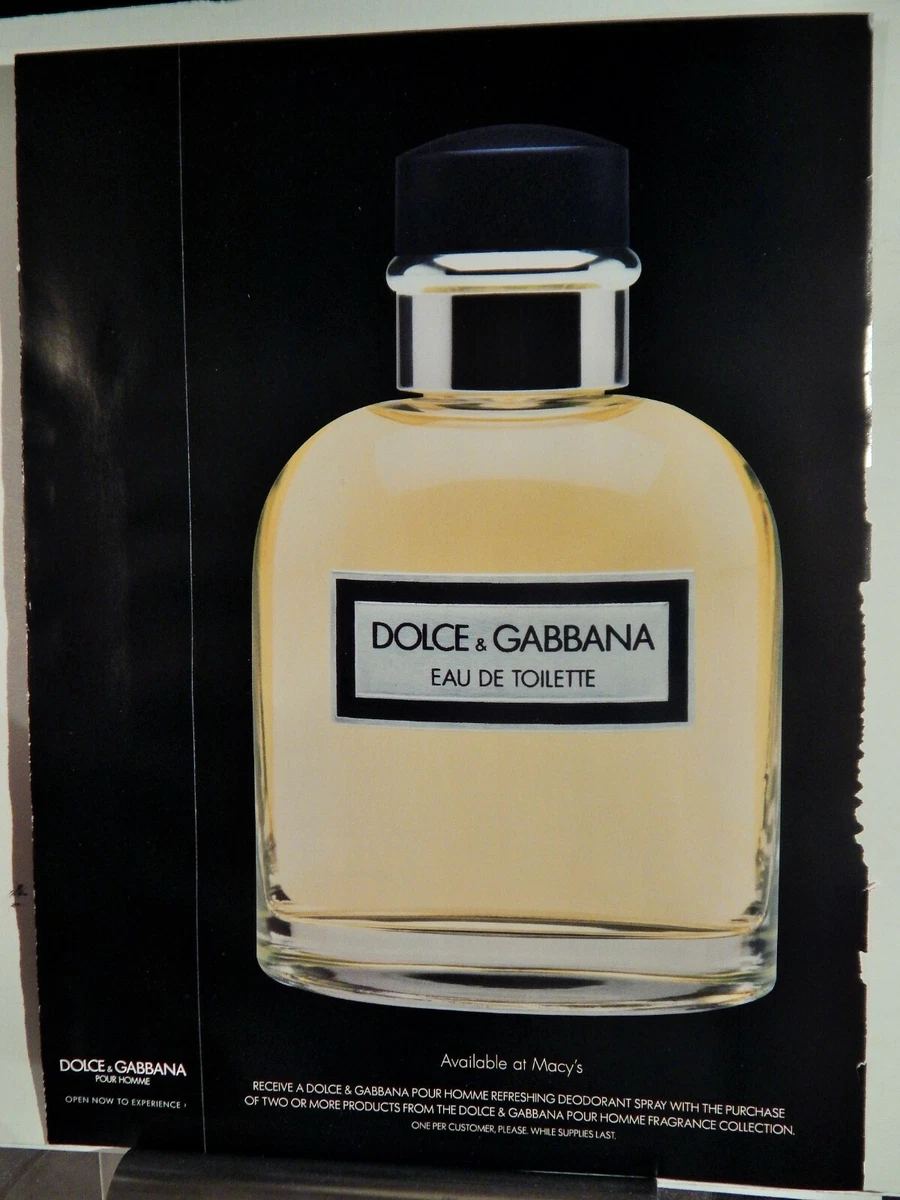 DOLCE & GABBANA
EAU DE TOILETTE
DOLCE & GABBANA
POUR HOMME
OPEN NOW TO EXPERIENCE ›
Available at Macy's
RECEIVE A DOLCE & GABBANA POUR HOMME REFRESHING DEODORANT SPRAY WITH THE PURCHASE
OF TWO OR MORE PRODUCTS FROM THE DOLCE & GABBANA POUR HOMME FRAGRANCE COLLECTION.
ONE PER CUSTOMER, PLEASE. WHILE SUPPLIES LAST.